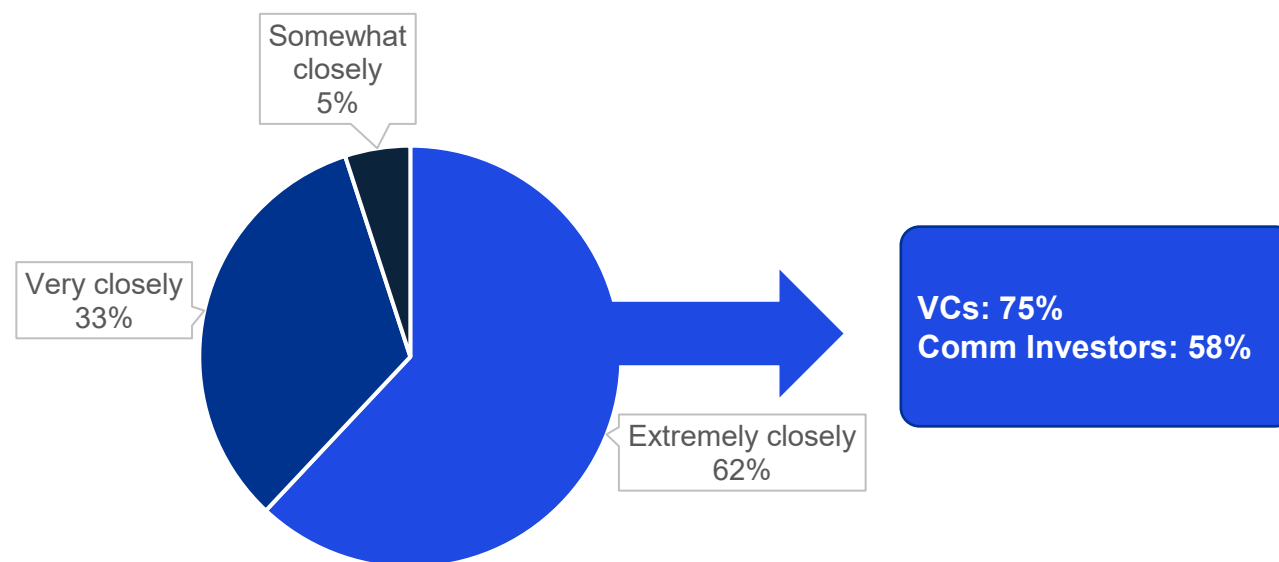 Somewhat
closely
5%
Very closely
33%
VCs: 75%
Comm Investors: 58%
Extremely closely
62%